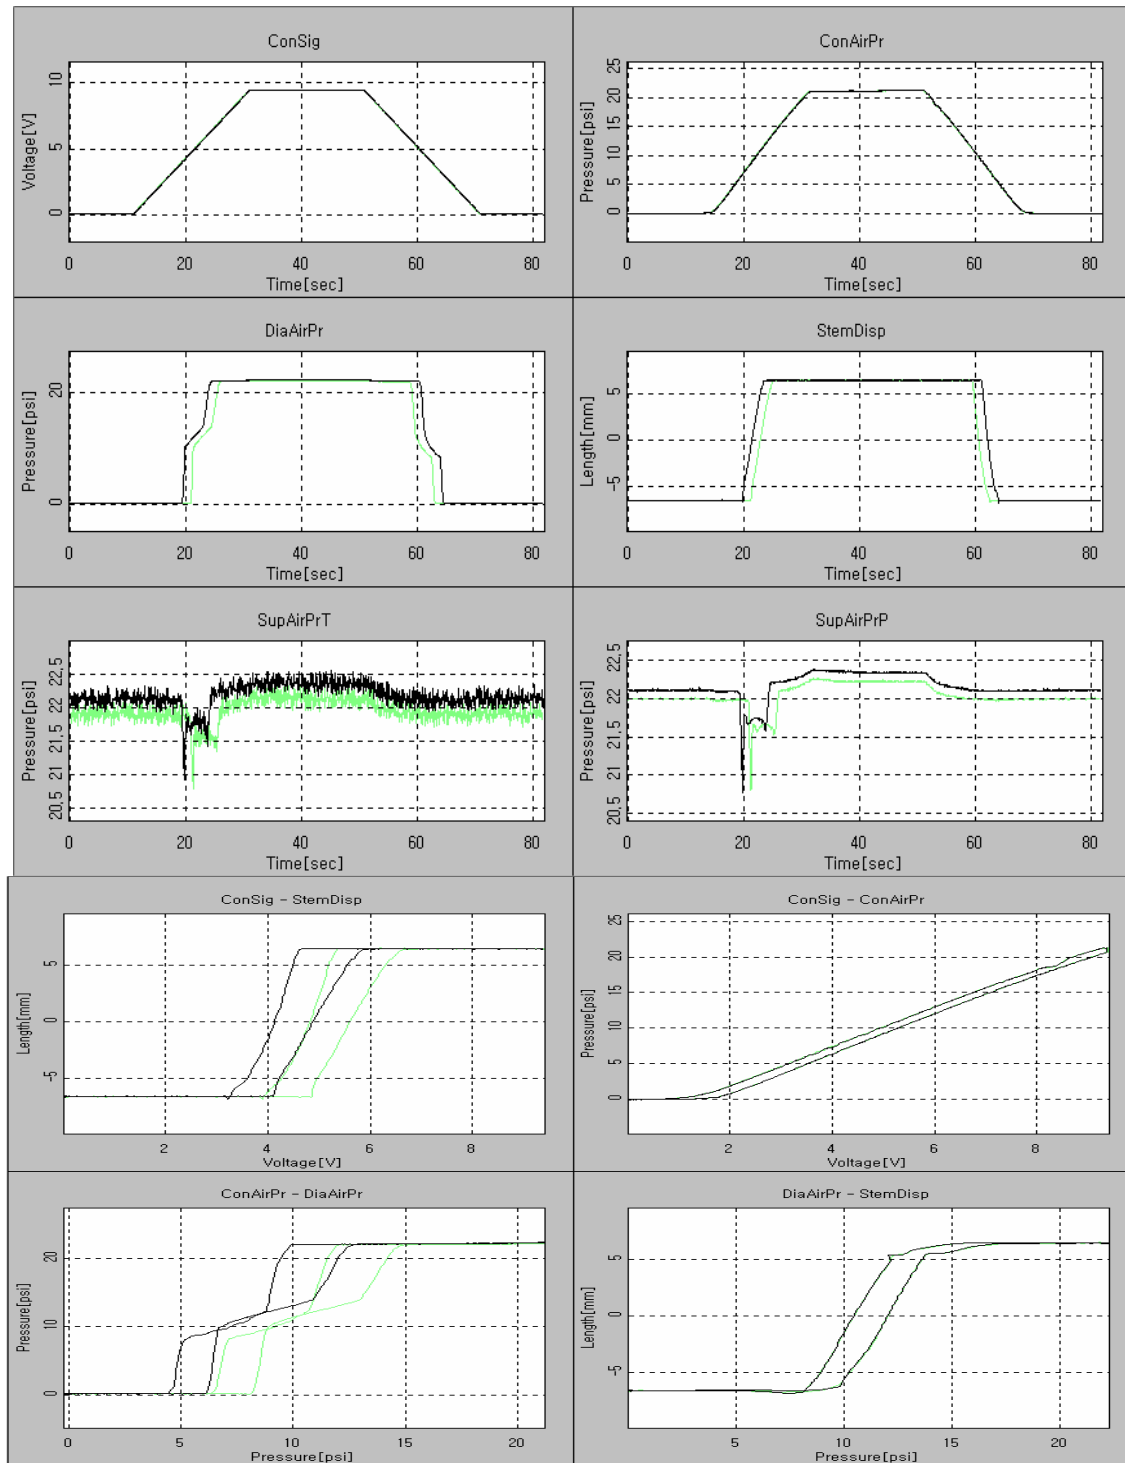 ConSig
Voltage[V]
10
5
0
0 20 40 60 80
Time[sec]
ConAirPr
Pressure[psi]
25
20
15
10
5
0
0 20 40 60 80
Time[sec]
DiaAirPr
Pressure[psi]
20
0
0 20 40 60 80
Time[sec]
StemDisp
Length[mm]
5
0
-5
0 20 40 60 80
Time[sec]
SupAirPrT
Pressure[psi]
22,5
22
21,5
21
20,5
0 20 40 60 80
Time[sec]
SupAirPrP
Pressure[psi]
22,5
22
21,5
21
20,5
0 20 40 60 80
Time[sec]
ConSig - StemDisp
Length[mm]
5
0
-5
2 4 6 8
Voltage[V]
ConSig - ConAirPr
Pressure[psi]
25
20
15
10
5
0
2 4 6 8
Voltage[V]
ConAirPr - DiaAirPr
Pressure[psi]
20
10
0
0 5 10 15 20
Pressure[psi]
DiaAirPr - StemDisp
Length[mm]
5
0
-5
5 10 15 20
Pressure[psi]